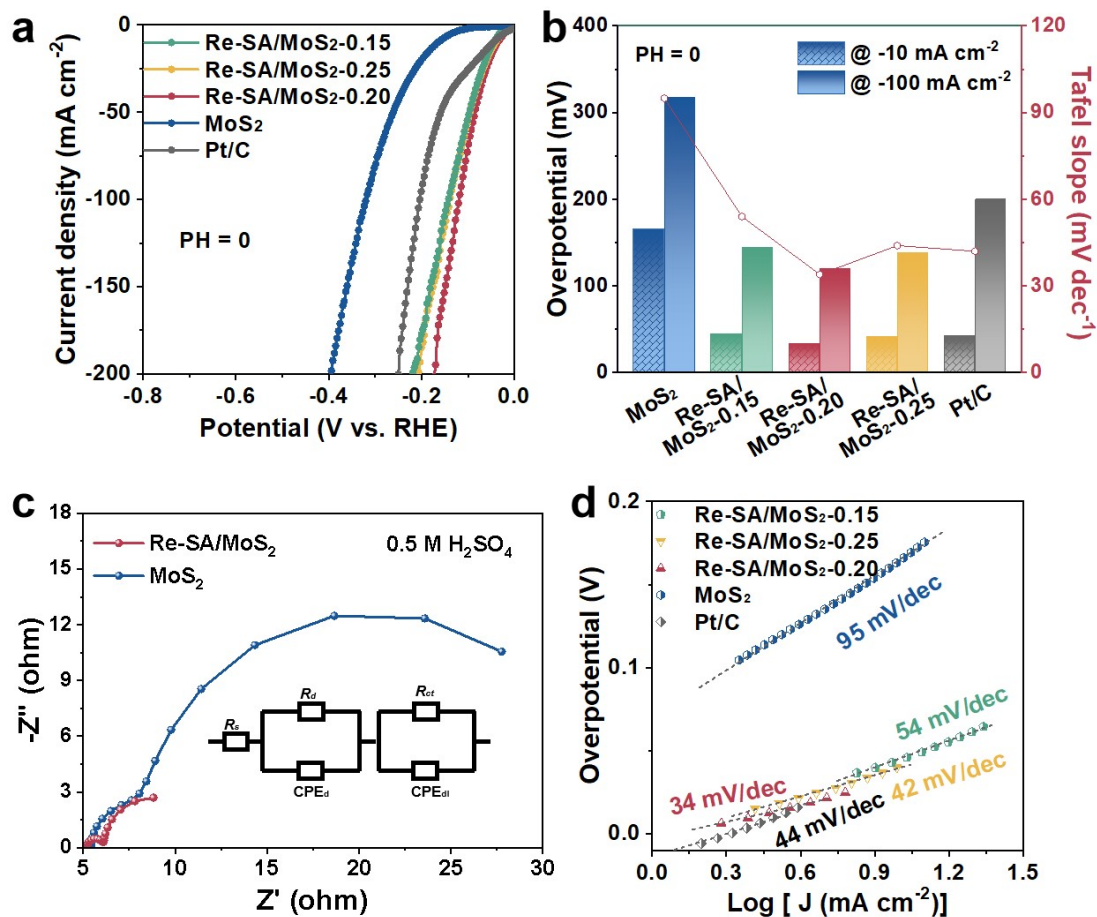 a
Current density (mA cm⁻²)
0
-50
-100
-150
-200
Re-SA/MoS₂-0.15
Re-SA/MoS₂-0.25
Re-SA/MoS₂-0.20
MoS₂
Pt/C
PH = 0
-0.8 -0.6 -0.4 -0.2 0.0
Potential (V vs. RHE)
b
Overpotential (mV)
400
300
200
100
0
PH = 0
@ -10 mA cm⁻²
@ -100 mA cm⁻²
120
90
60
30
0
Tafel slope (mV dec⁻¹)
MoS₂
Re-SA/
MoS₂-0.15
Re-SA/
MoS₂-0.20
Re-SA/
MoS₂-0.25
Pt/C
c
-Z'' (ohm)
18
15
12
9
6
3
0
Re-SA/MoS₂
MoS₂
0.5 M H₂SO₄
Rₛ
R_d
CPE_d
R_ct
CPE_dl
5 10 15 20 25 30
Z' (ohm)
d
Overpotential (V)
0.2
0.1
0.0
Re-SA/MoS₂-0.15
Re-SA/MoS₂-0.25
Re-SA/MoS₂-0.20
MoS₂
Pt/C
95 mV/dec
54 mV/dec
34 mV/dec
42 mV/dec
44 mV/dec
0.0 0.3 0.6 0.9 1.2 1.5
Log [ J (mA cm⁻²)]